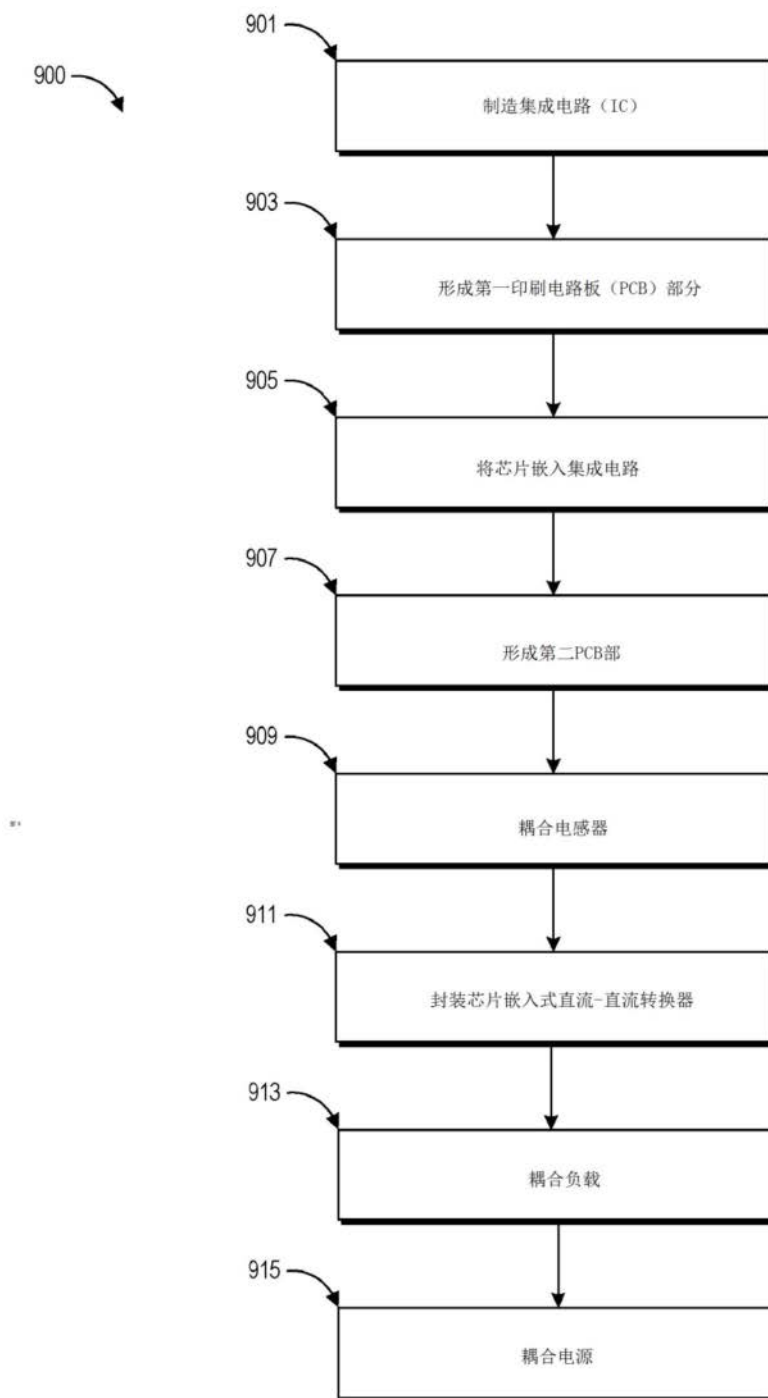 901
900
制造集成电路（IC）
903
形成第一印刷电路板（PCB）部分
905
将芯片嵌入集成电路
907
形成第二PCB部
909
耦合电感器
911
封装芯片嵌入式直流-直流转换器
913
耦合负载
915
耦合电源